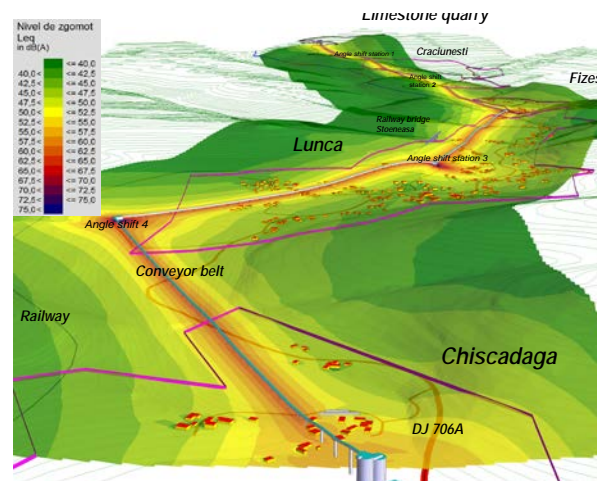 Nivel de zgomot
Leq
in dB(A)
<= 40,0
40,0< <= 42,5
42,5< <= 45,0
45,0< <= 47,5
47,5< <= 50,0
50,0< <= 52,5
52,5< <= 55,0
55,0< <= 57,5
57,5< <= 60,0
60,0< <= 62,5
62,5< <= 65,0
65,0< <= 67,5
67,5< <= 70,0
70,0< <= 72,5
72,5< <= 75,0
75,0<
Limestone quarry
Angle shift station 1
Craciunesti
Angle shift
station 2
Fizes
Railway bridge
Stoeneasa
Lunca
Angle shift station 3
Angle shift 4
Conveyor belt
Railway
Chiscadaga
DJ 706A